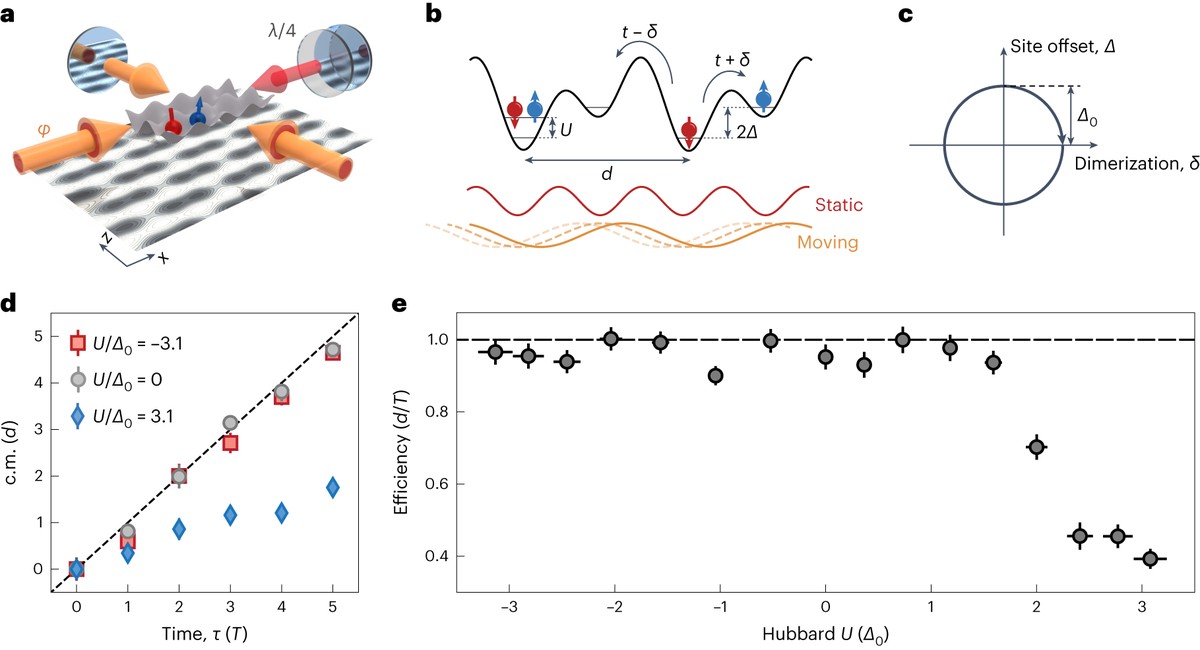 a
λ/4
φ
z
x
b
t – δ
t + δ
U
2Δ
d
Static
Moving
c
Site offset, Δ
Δ0
Dimerization, δ
d
U/Δ0 = –3.1
U/Δ0 = 0
U/Δ0 = 3.1
c.m. (d)
5
4
3
2
1
0
0 1 2 3 4 5
Time, τ (T)
e
Efficiency (d/T)
1.0
0.8
0.6
0.4
–3 –2 –1 0 1 2 3
Hubbard U (Δ0)